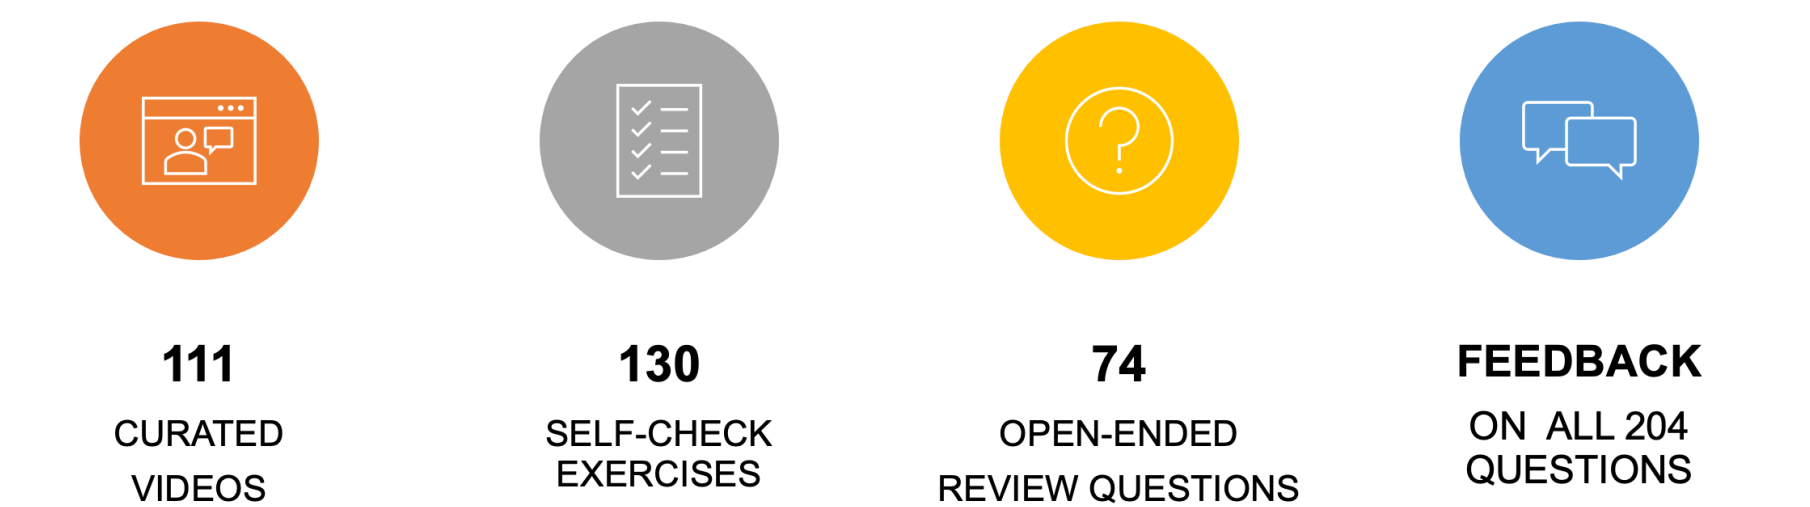 111
CURATED
VIDEOS
130
SELF-CHECK
EXERCISES
74
OPEN-ENDED
REVIEW QUESTIONS
FEEDBACK
ON  ALL 204
QUESTIONS